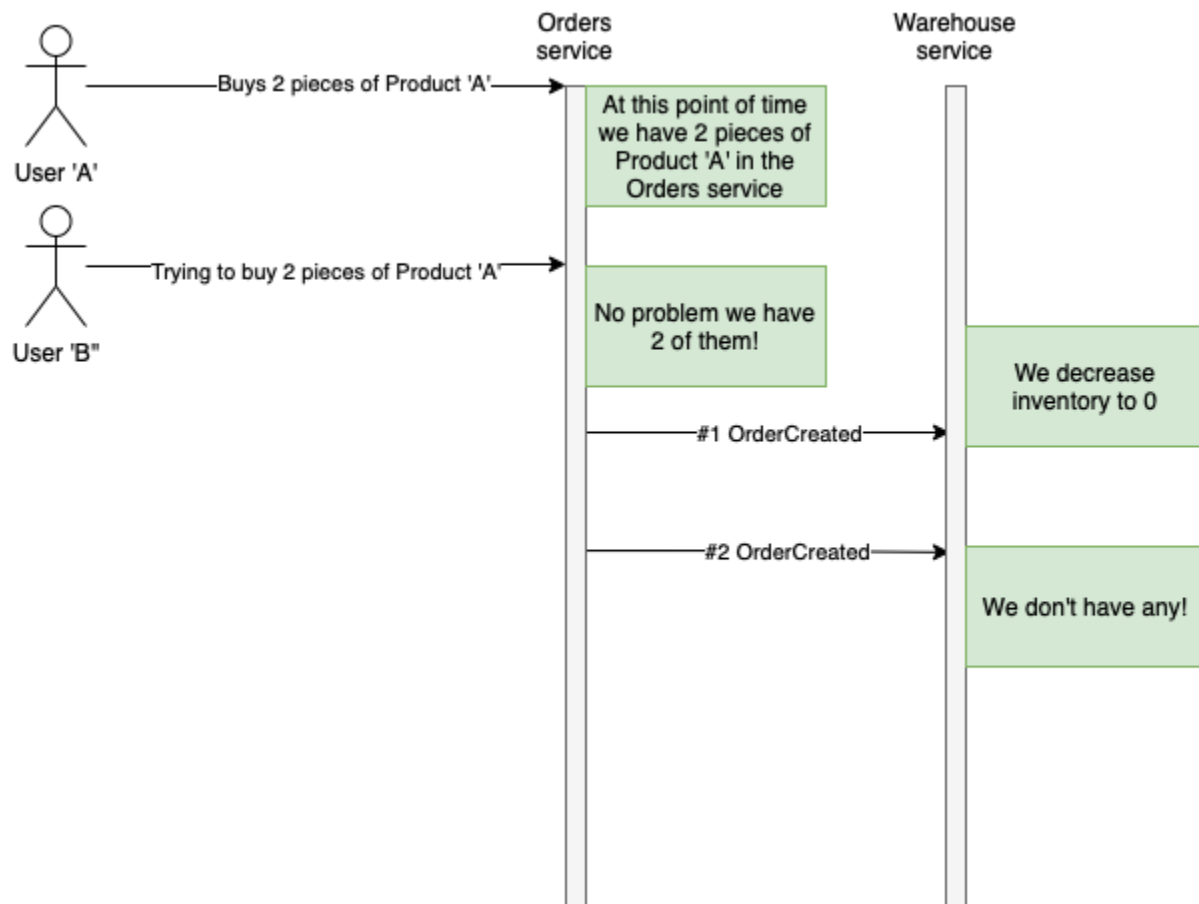 Orders
service
Warehouse
service
Buys 2 pieces of Product 'A'
At this point of time
we have 2 pieces of
Product 'A' in the
Orders service
User 'A'
Trying to buy 2 pieces of Product 'A'
No problem we have
2 of them!
User 'B"
We decrease
inventory to 0
#1 OrderCreated
#2 OrderCreated
We don't have any!